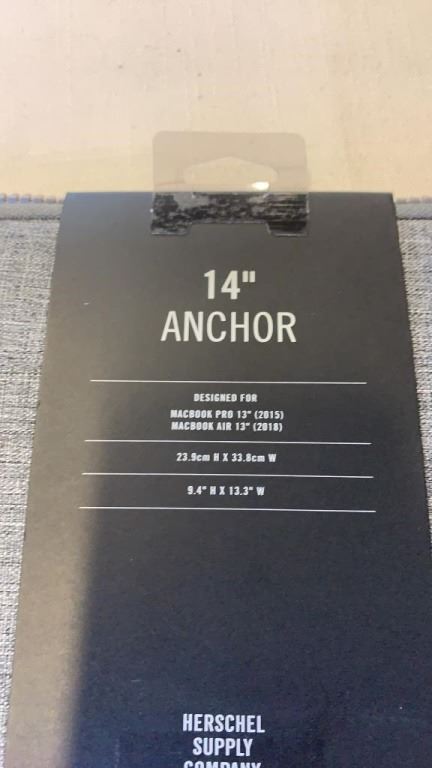 14"
ANCHOR
DESIGNED FOR
MACBOOK PRO 13" (2015)
MACBOOK AIR 13" (2018)
23.9cm H X 33.8cm W
9.4" H X 13.3" W
HERSCHEL
SUPPLY
COMPANY